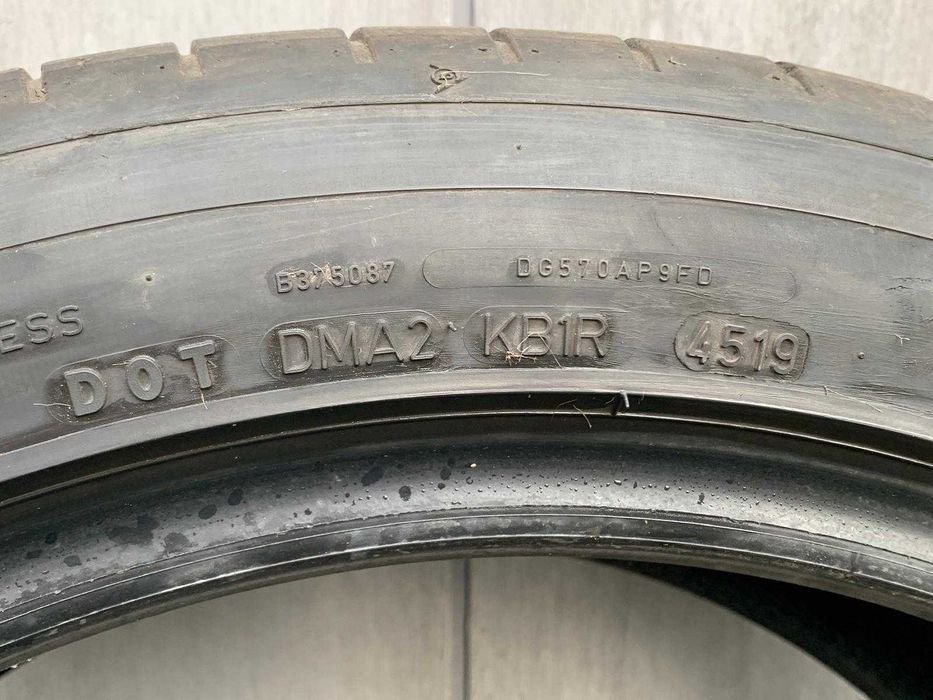 B375087 DG570AP9FD
ESS
DOT DMA2 KB1R 4519